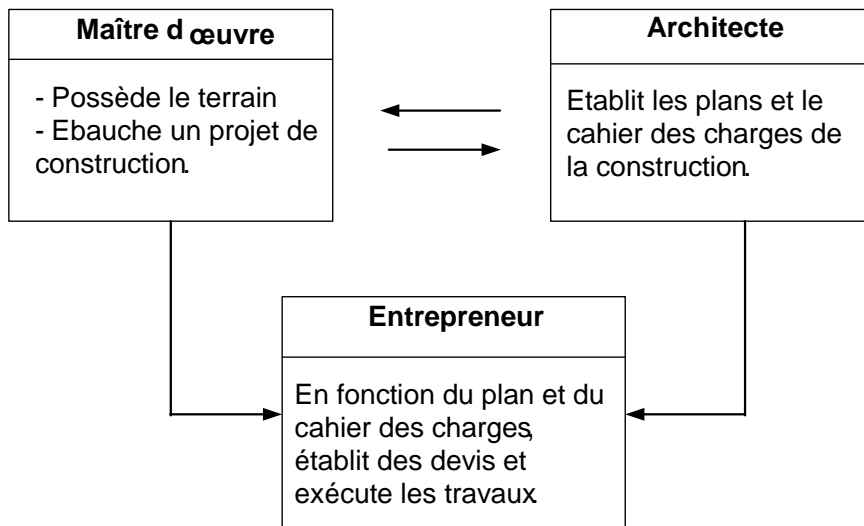 Maître d œuvre
- Possède le terrain
- Ebauche un projet de
construction.
Architecte
Etablit les plans et le
cahier des charges de
la construction.
Entrepreneur
En fonction du plan et du
cahier des charges,
établit des devis et
exécute les travaux.